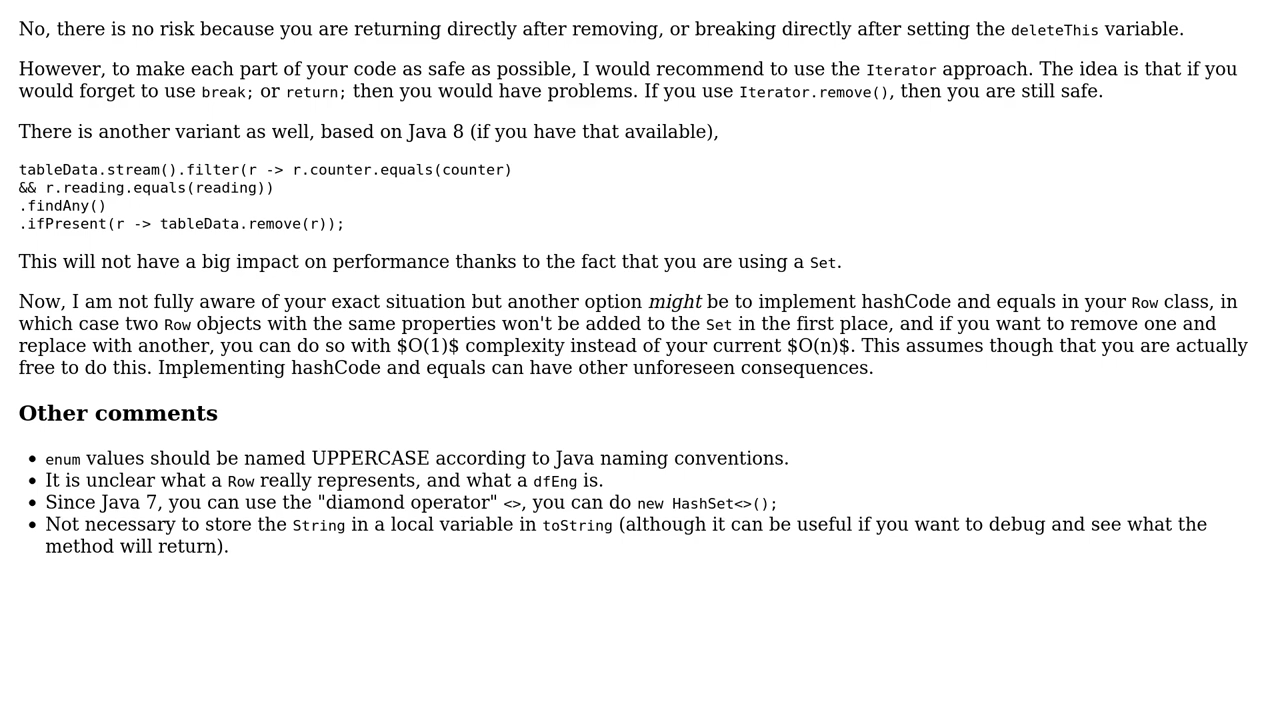 No, there is no risk because you are returning directly after removing, or breaking directly after setting the deleteThis variable.
However, to make each part of your code as safe as possible, I would recommend to use the Iterator approach. The idea is that if you
would forget to use break; or return; then you would have problems. If you use Iterator.remove(), then you are still safe.
There is another variant as well, based on Java 8 (if you have that available),
tableData.stream().filter(r -> r.counter.equals(counter)
&& r.reading.equals(reading))
.findAny()
.ifPresent(r -> tableData.remove(r));
This will not have a big impact on performance thanks to the fact that you are using a Set.
Now, I am not fully aware of your exact situation but another option might be to implement hashCode and equals in your Row class, in
which case two Row objects with the same properties won't be added to the Set in the first place, and if you want to remove one and
replace with another, you can do so with $O(1)$ complexity instead of your current $O(n)$. This assumes though that you are actually
free to do this. Implementing hashCode and equals can have other unforeseen consequences.
Other comments
• enum values should be named UPPERCASE according to Java naming conventions.
• It is unclear what a Row really represents, and what a dfEng is.
• Since Java 7, you can use the "diamond operator" <>, you can do new HashSet<>();
• Not necessary to store the String in a local variable in toString (although it can be useful if you want to debug and see what the
method will return).